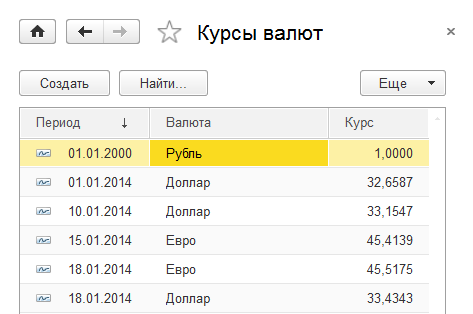 Курсы валют
Создать Найти... Еще
Период Валюта Курс
01.01.2000 Рубль 1,0000
01.01.2014 Доллар 32,6587
10.01.2014 Доллар 33,1547
15.01.2014 Евро 45,4139
18.01.2014 Евро 45,5175
18.01.2014 Доллар 33,4343